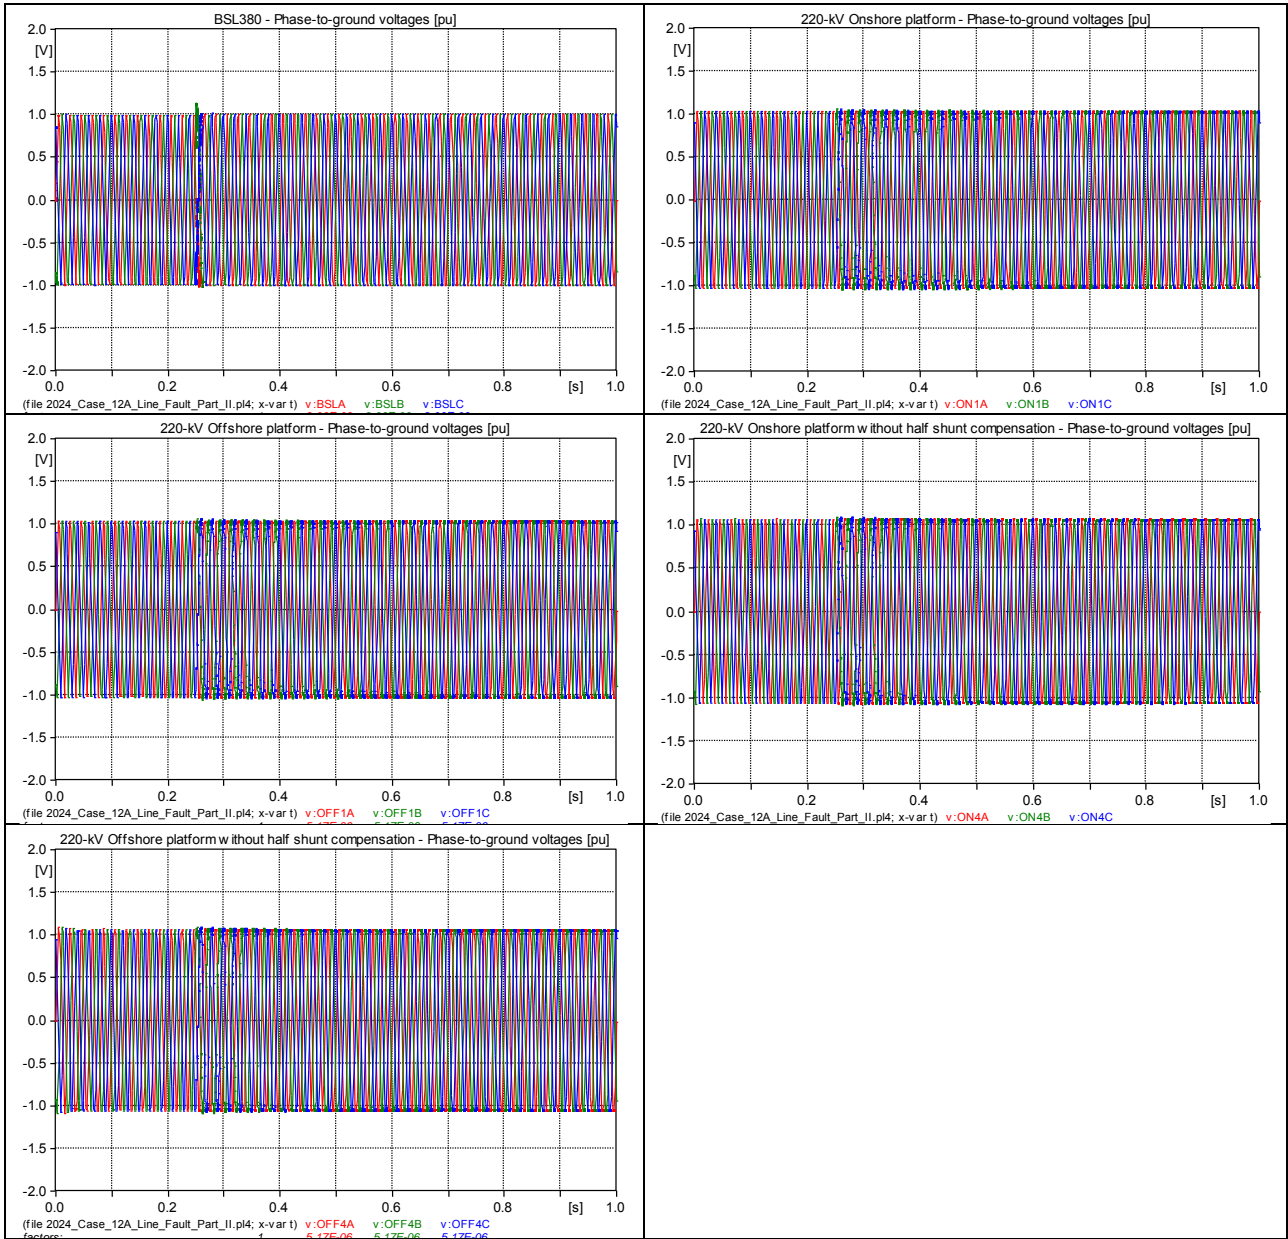 BSL380 - Phase-to-ground voltages [pu]
2.0
[V]
1.5
1.0
0.5
0.0
-0.5
-1.0
-1.5
-2.0
0.0 0.2 0.4 0.6 0.8 [s] 1.0
(file 2024_Case_12A_Line_Fault_Part_II.pl4; x-var t) v:BSLA v:BSLB v:BSLC
220-kV Onshore platform - Phase-to-ground voltages [pu]
2.0
[V]
1.5
1.0
0.5
0.0
-0.5
-1.0
-1.5
-2.0
0.0 0.2 0.4 0.6 0.8 [s] 1.0
(file 2024_Case_12A_Line_Fault_Part_II.pl4; x-var t) v:ON1A v:ON1B v:ON1C
220-kV Offshore platform - Phase-to-ground voltages [pu]
2.0
[V]
1.5
1.0
0.5
0.0
-0.5
-1.0
-1.5
-2.0
0.0 0.2 0.4 0.6 0.8 [s] 1.0
(file 2024_Case_12A_Line_Fault_Part_II.pl4; x-var t) v:OFF1A v:OFF1B v:OFF1C
220-kV Onshore platform without half shunt compensation - Phase-to-ground voltages [pu]
2.0
[V]
1.5
1.0
0.5
0.0
-0.5
-1.0
-1.5
-2.0
0.0 0.2 0.4 0.6 0.8 [s] 1.0
(file 2024_Case_12A_Line_Fault_Part_II.pl4; x-var t) v:ON4A v:ON4B v:ON4C
220-kV Offshore platform without half shunt compensation - Phase-to-ground voltages [pu]
2.0
[V]
1.5
1.0
0.5
0.0
-0.5
-1.0
-1.5
-2.0
0.0 0.2 0.4 0.6 0.8 [s] 1.0
(file 2024_Case_12A_Line_Fault_Part_II.pl4; x-var t) v:OFF4A v:OFF4B v:OFF4C
factors: 1 5.17E-06 5.17E-06 5.17E-06